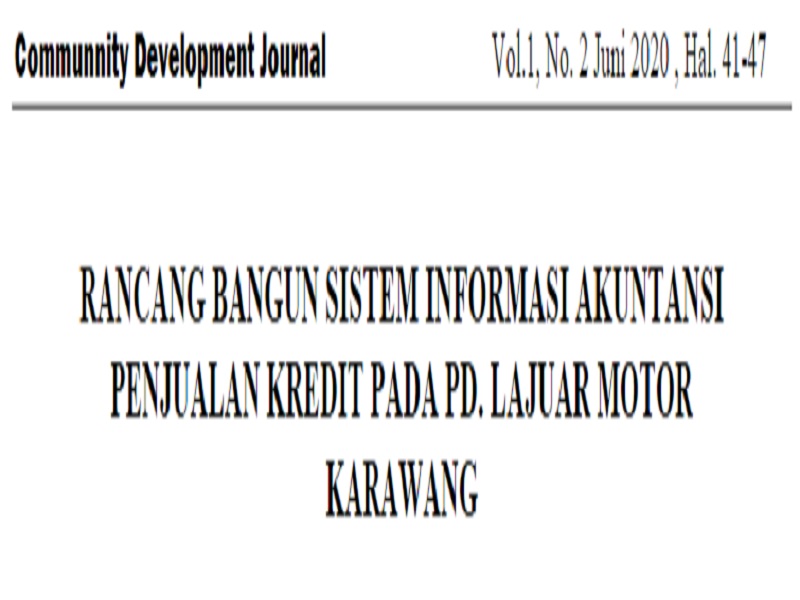 Communnity Development Journal Vol.1, No. 2 Juni 2020 , Hal. 41-47
RANCANG BANGUN SISTEM INFORMASI AKUNTANSI
PENJUALAN KREDIT PADA PD. LAJUAR MOTOR
KARAWANG